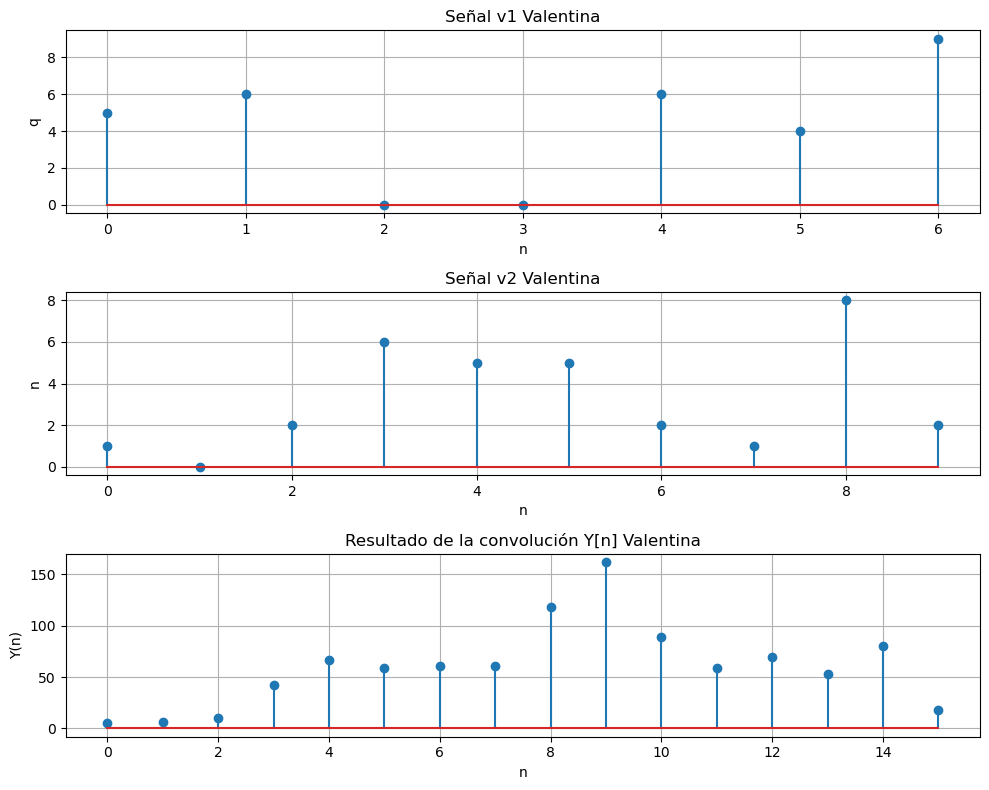 Señal v1 Valentina
8
6
4
2
0
q
0 1 2 3 4 5 6
n
Señal v2 Valentina
8
6
4
2
0
n
0 2 4 6 8
n
Resultado de la convolución Y[n] Valentina
150
100
50
0
Y(n)
0 2 4 6 8 10 12 14
n